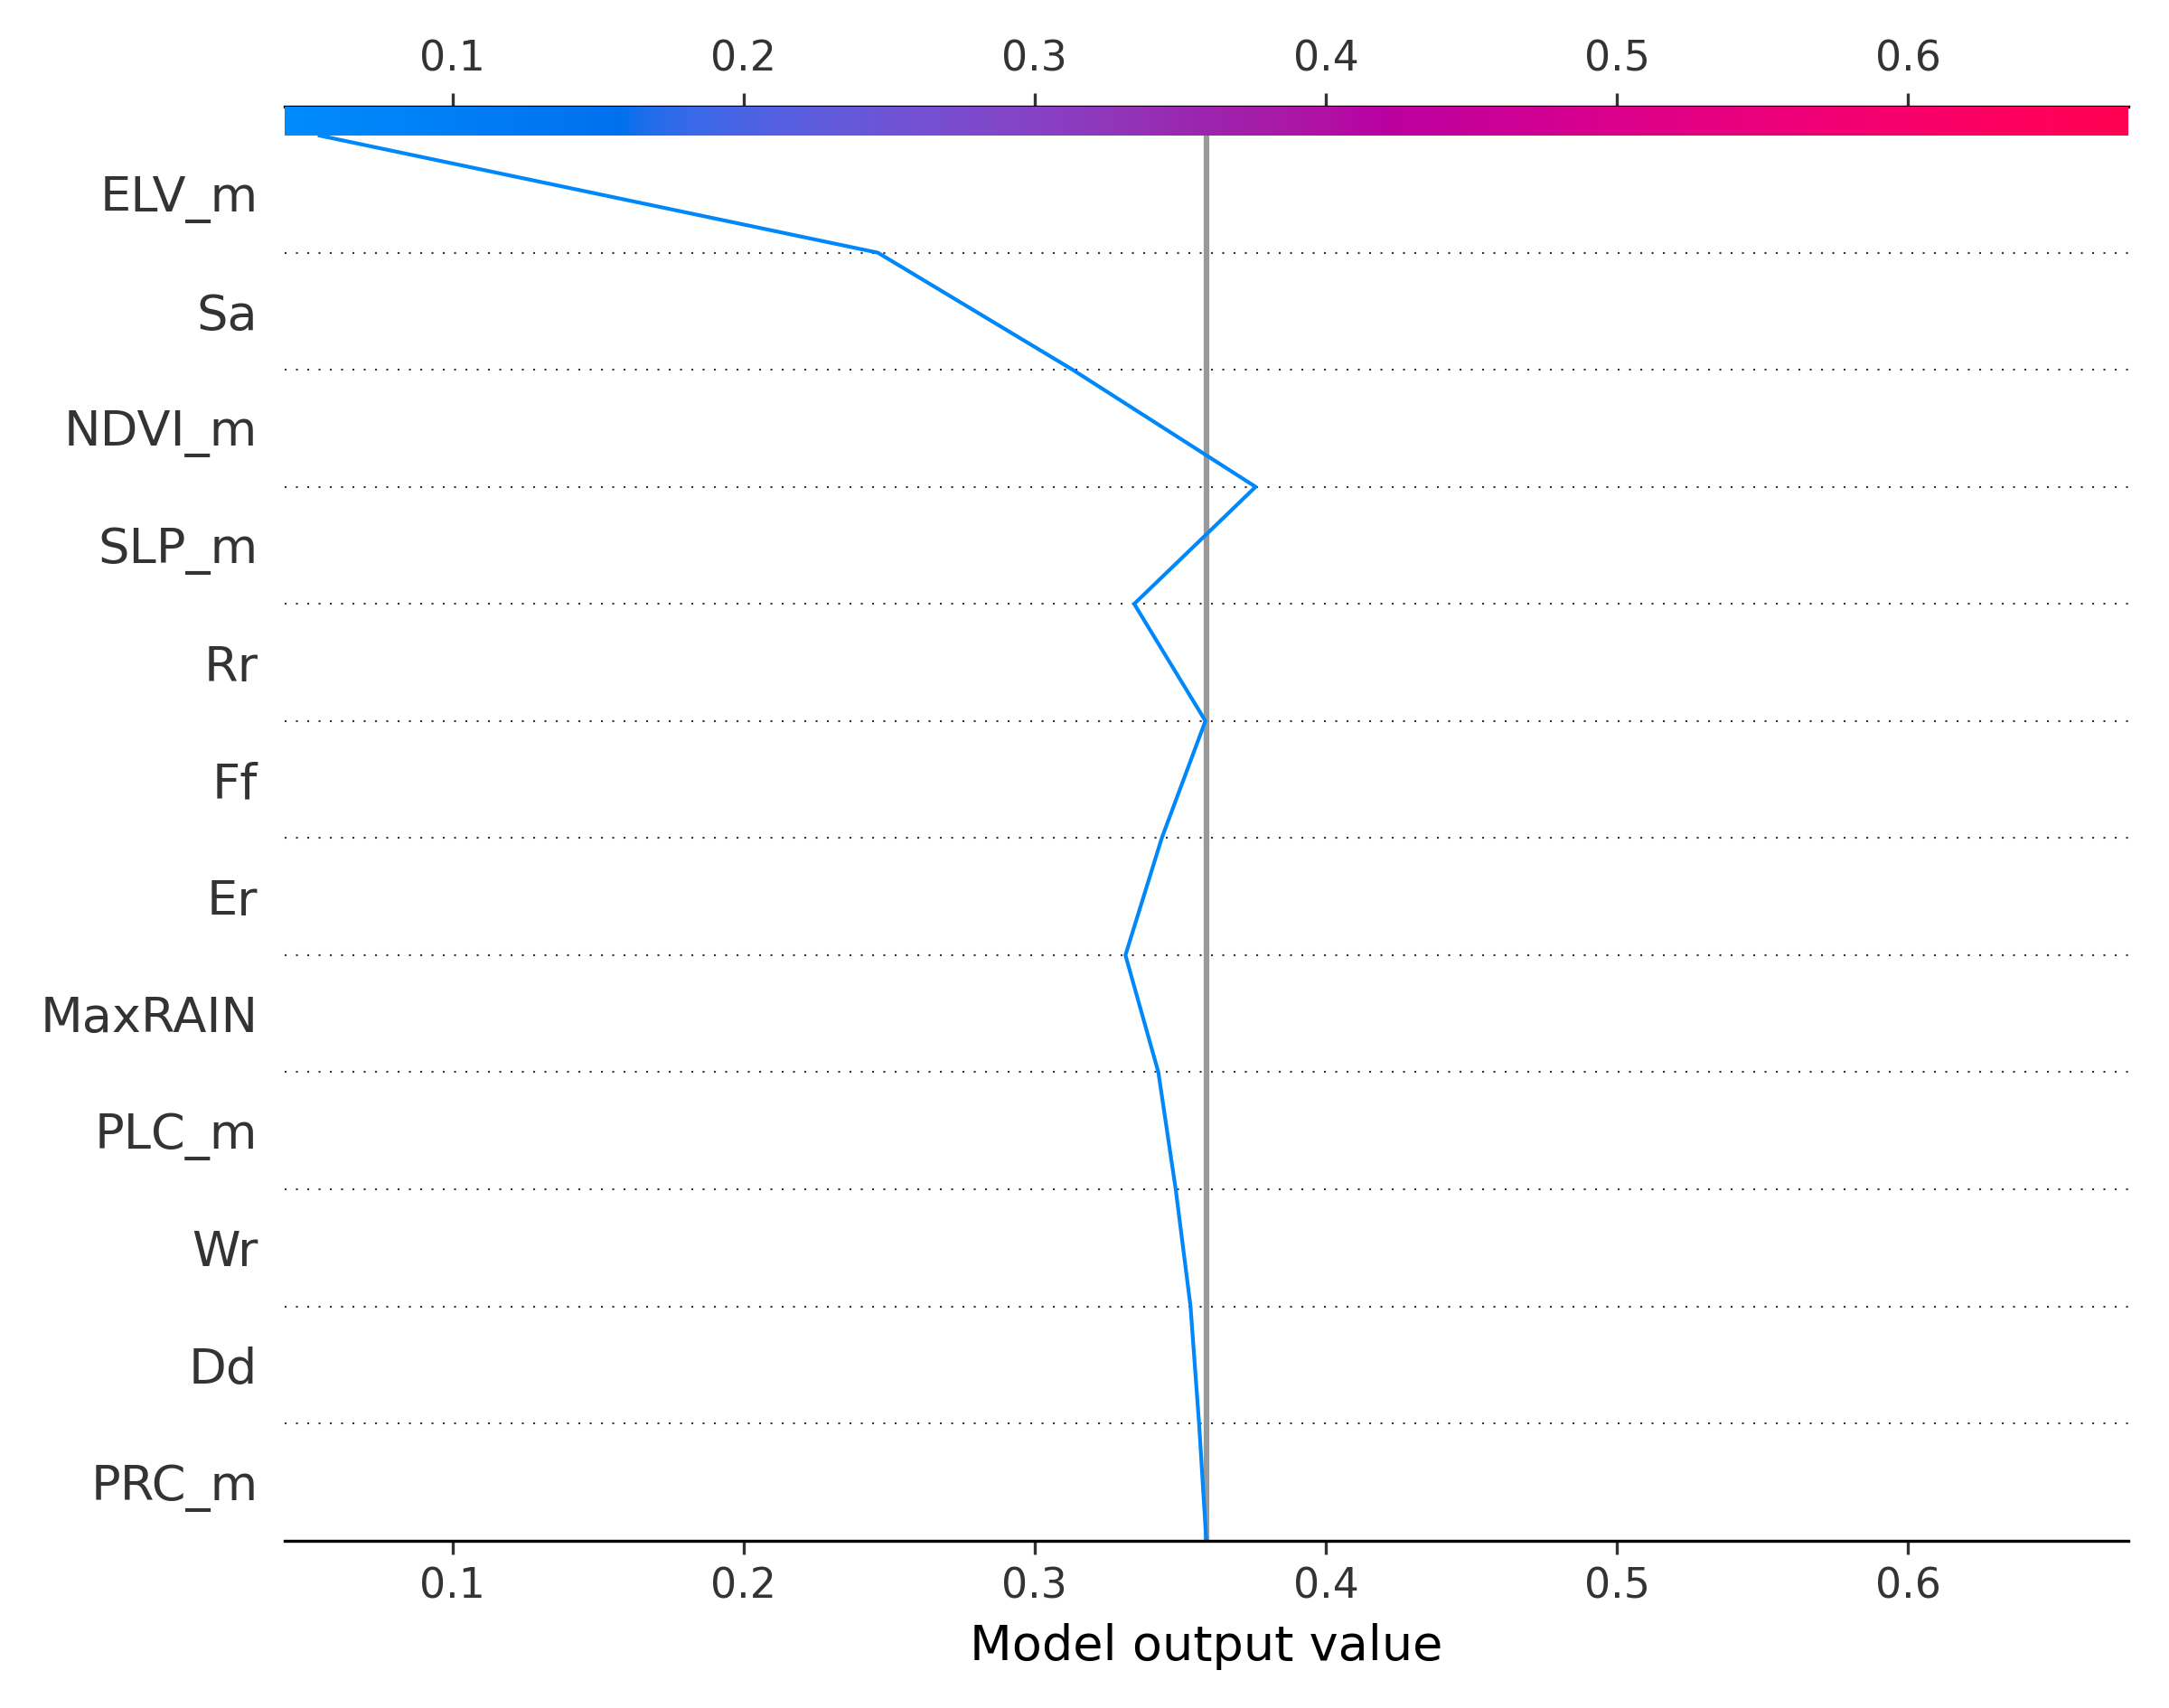 0.1 0.2 0.3 0.4 0.5 0.6
ELV_m
Sa
NDVI_m
SLP_m
Rr
Ff
Er
MaxRAIN
PLC_m
Wr
Dd
PRC_m
0.1 0.2 0.3 0.4 0.5 0.6
Model output value